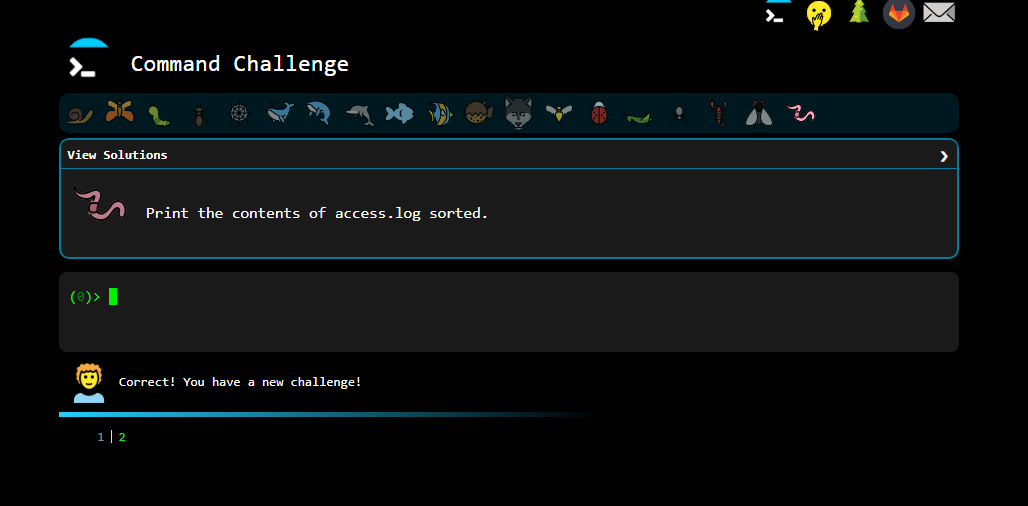 Command Challenge
View Solutions
Print the contents of access.log sorted.
(0)>
Correct! You have a new challenge!
1 | 2